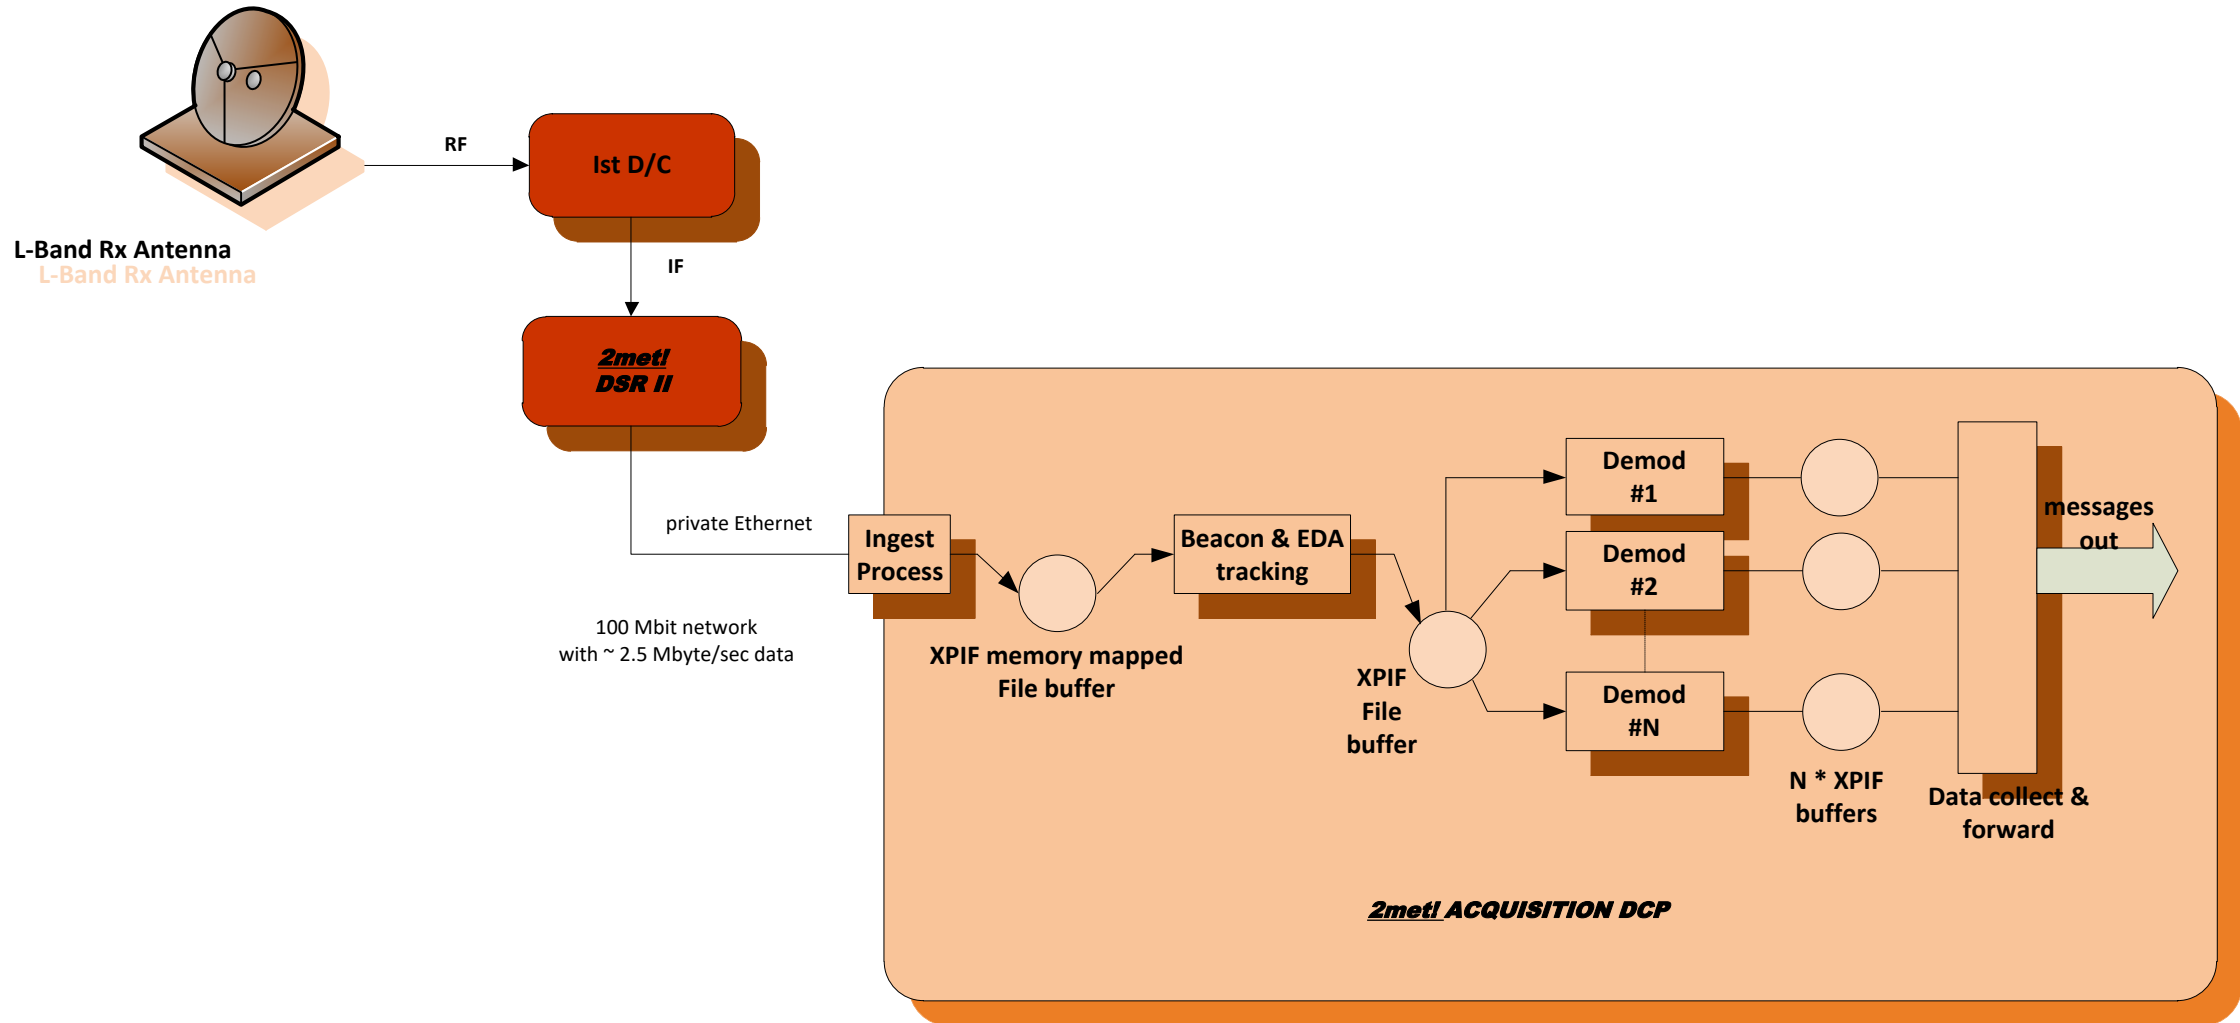 RF
Ist D/C
L-Band Rx Antenna
L-Band Rx Antenna
IF
2met!
DSR II
private Ethernet
100 Mbit network
with ~ 2.5 Mbyte/sec data
Ingest
Process
XPIF memory mapped
File buffer
Beacon & EDA
tracking
XPIF
File
buffer
Demod
#1
Demod
#2
Demod
#N
N * XPIF
buffers
Data collect &
forward
messages
out
2met! ACQUISITION DCP